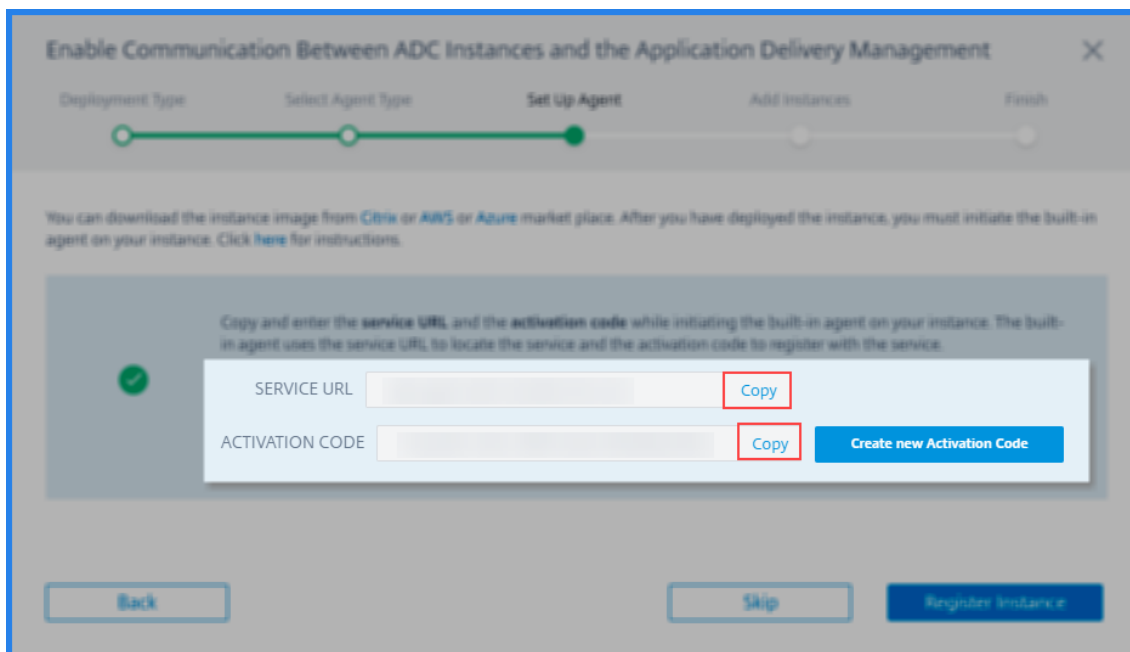 Enable Communication Between ADC Instances and the Application Delivery Management
Deployment Type Select Agent Type Set Up Agent Add Instances Finish
You can download the instance image from Citrix or AWS or Azure market place. After you have deployed the instance, you must initiate the built-in
agent on your instance. Click here for instructions.
Copy and enter the service URL and the activation code while initiating the built-in agent on your instance. The built-
in agent uses the service URL to locate the service and the activation code to register with the service.
SERVICE URL Copy
ACTIVATION CODE Copy Create new Activation Code
Back Skip Register Instance